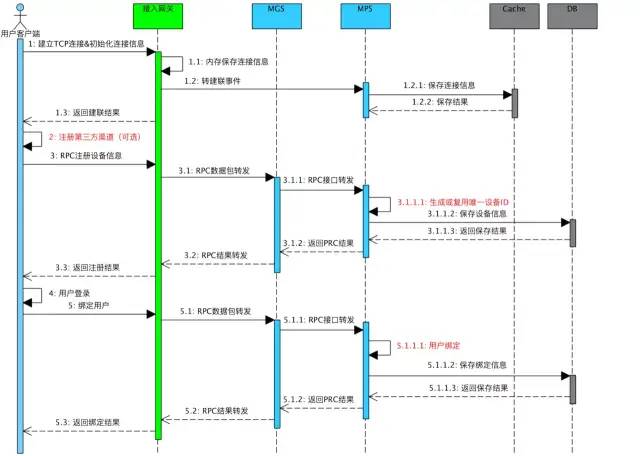 接入网关
MGS
MPS
Cache
DB
用户客户端
1: 建立TCP连接&初始化连接信息
1.1: 内存保存连接信息
1.2: 转建联事件
1.2.1: 保存连接信息
1.2.2: 保存结果
1.3: 返回建联结果
2: 注册第三方渠道（可选）
3: RPC注册设备信息
3.1: RPC数据包转发
3.1.1: RPC接口转发
3.1.1.1: 生成或复用唯一设备ID
3.1.1.2: 保存设备信息
3.1.1.3: 返回保存结果
3.1.2: 返回PRC结果
3.2: RPC结果转发
3.3: 返回注册结果
4: 用户登录
5: 绑定用户
5.1: RPC数据包转发
5.1.1: RPC接口转发
5.1.1.1: 用户绑定
5.1.1.2: 保存绑定信息
5.1.1.3: 返回保存结果
5.1.2: 返回PRC结果
5.2: RPC结果转发
5.3: 返回绑定结果